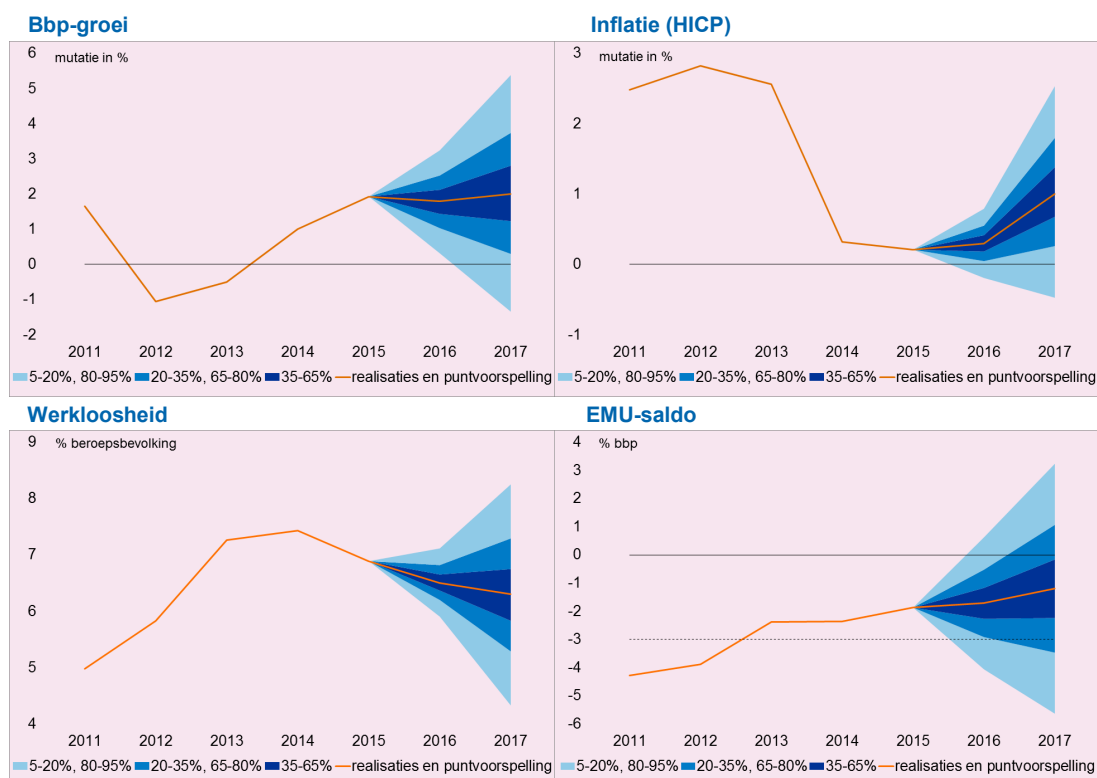 Bbp-groei
6
mutatie in %
5
4
3
2
1
0
-1
-2
2011 2012 2013 2014 2015 2016 2017
5-20%, 80-95% 20-35%, 65-80% 35-65% realisaties en puntvoorspelling
Inflatie (HICP)
3
mutatie in %
2
1
0
-1
2011 2012 2013 2014 2015 2016 2017
5-20%, 80-95% 20-35%, 65-80% 35-65% realisaties en puntvoorspelling
Werkloosheid
9
% beroepsbevolking
8
7
6
5
4
2011 2012 2013 2014 2015 2016 2017
5-20%, 80-95% 20-35%, 65-80% 35-65% realisaties en puntvoorspelling
EMU-saldo
4
% bbp
3
2
1
0
-1
-2
-3
-4
-5
-6
2011 2012 2013 2014 2015 2016 2017
5-20%, 80-95% 20-35%, 65-80% 35-65% realisaties en puntvoorspelling